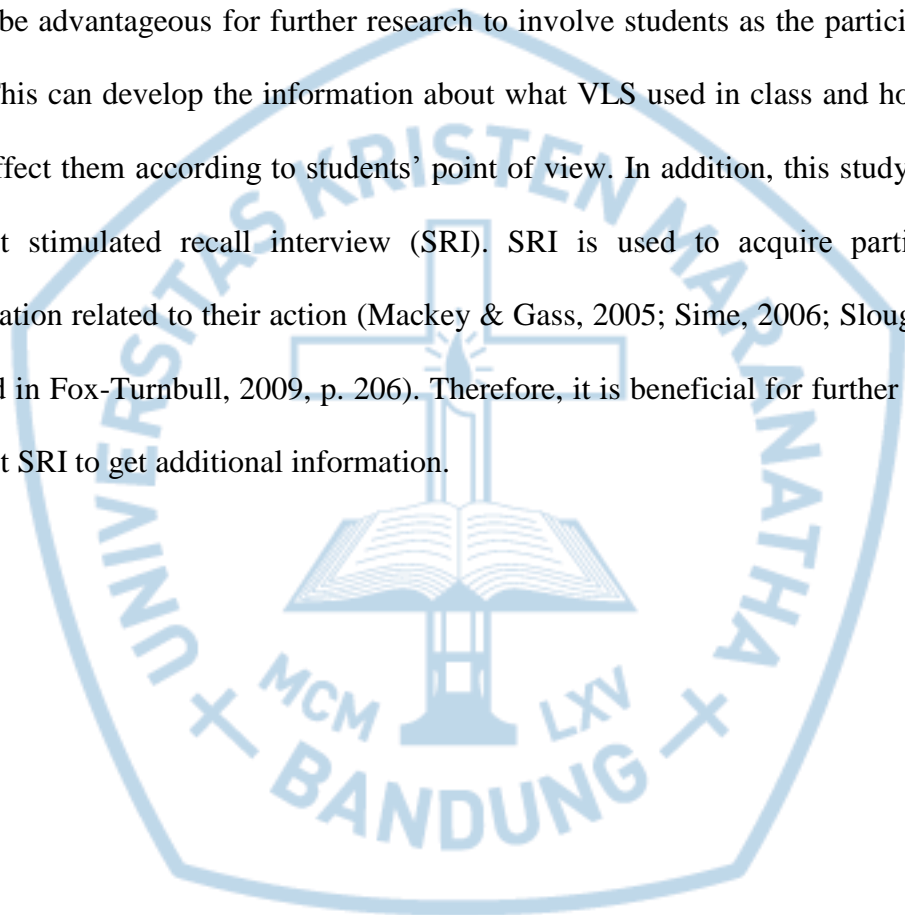 be advantageous for further research to involve students as the partici
This can develop the information about what VLS used in class and ho
ffect them according to students’ point of view. In addition, this study
t stimulated recall interview (SRI). SRI is used to acquire parti
ation related to their action (Mackey & Gass, 2005; Sime, 2006; Sloug
d in Fox-Turnbull, 2009, p. 206). Therefore, it is beneficial for further
t SRI to get additional information.
UNIVERSITAS KRISTEN MARANATHA
MCM LXV
BANDUNG